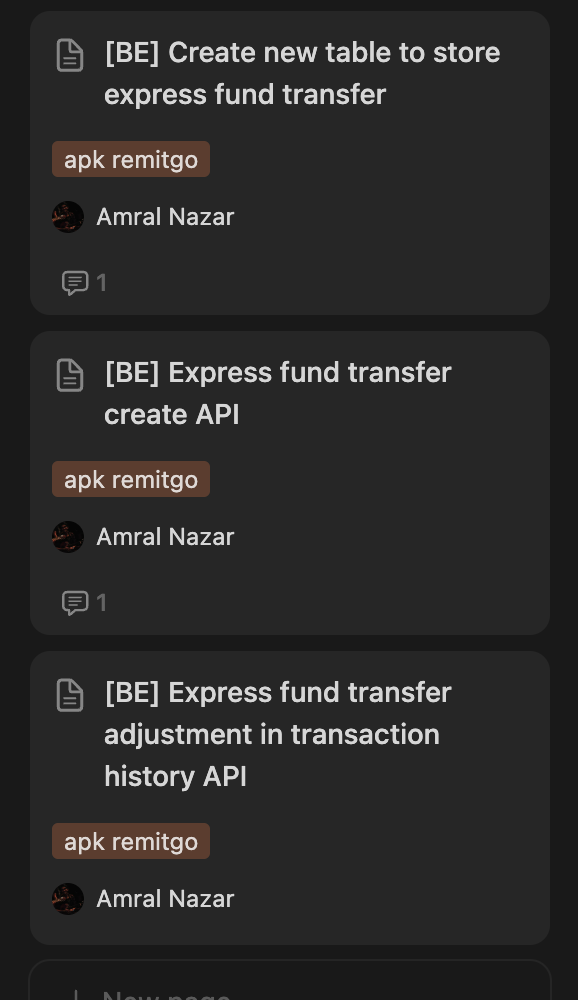 [BE] Create new table to store
express fund transfer
apk remitgo
Amral Nazar
1
[BE] Express fund transfer
create API
apk remitgo
Amral Nazar
1
[BE] Express fund transfer
adjustment in transaction
history API
apk remitgo
Amral Nazar
New page